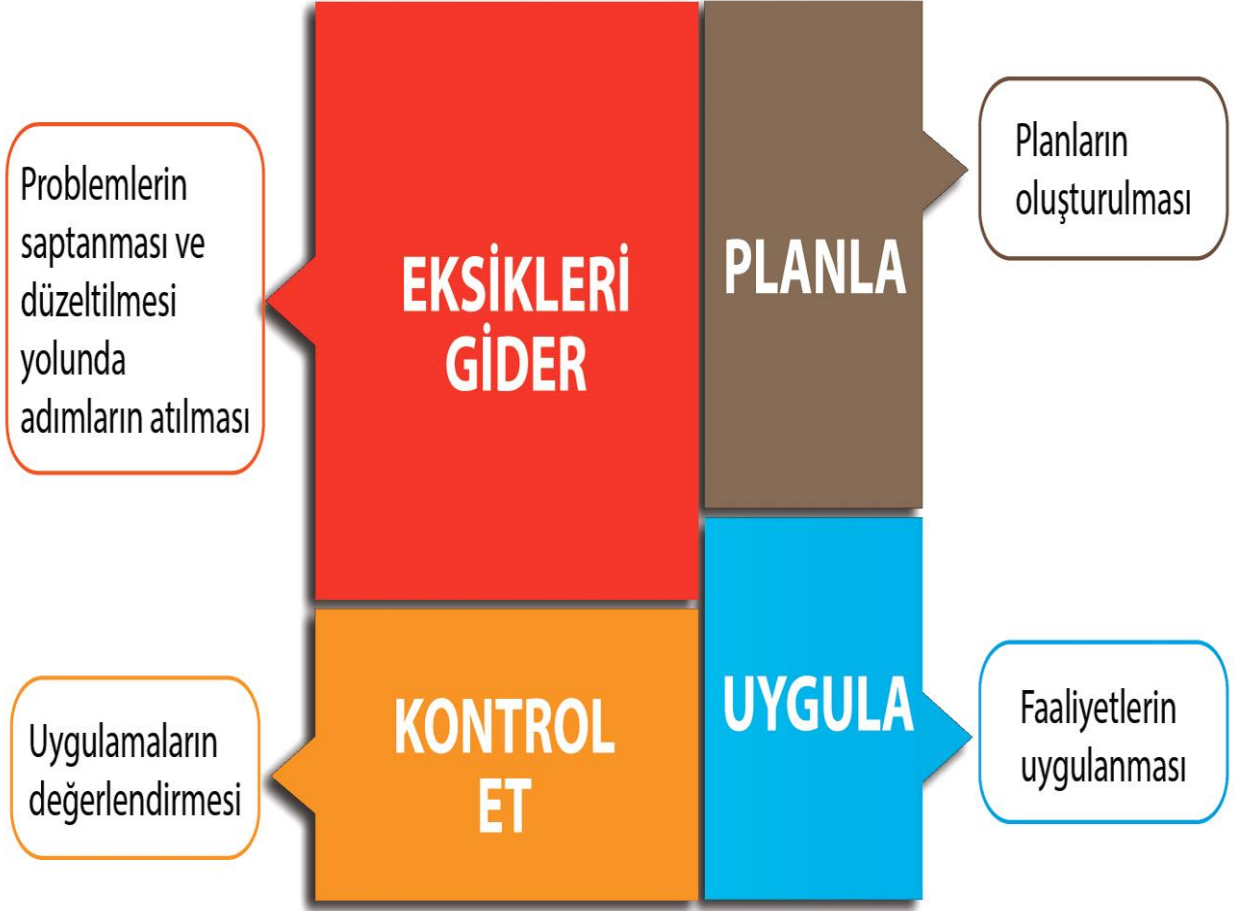 Problemlerin
saptanması ve
düzeltilmesi
yolunda
adımların atılması
EKSİKLERİ
GİDER
PLANLA
Planların
oluşturulması
Uygulamaların
değerlendirmesi
KONTROL
ET
UYGULA
Faaliyetlerin
uygulanması